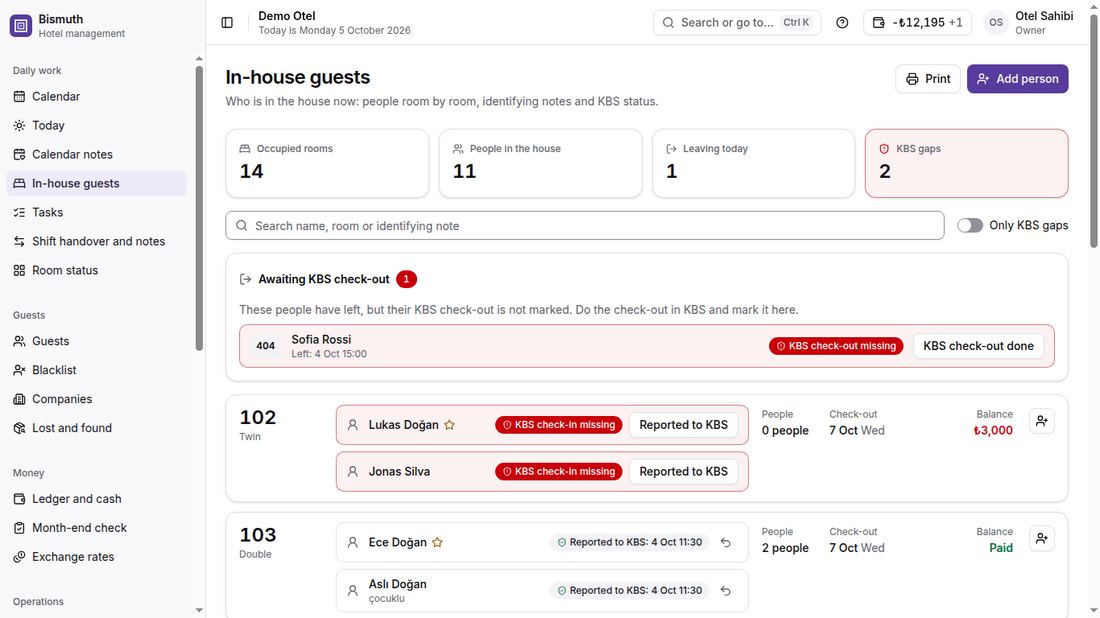 Bismuth
Hotel management
Daily work
Calendar
Today
Calendar notes
In-house guests
Tasks
Shift handover and notes
Room status
Guests
Guests
Blacklist
Companies
Lost and found
Money
Ledger and cash
Month-end check
Exchange rates
Operations
Demo Otel
Today is Monday 5 October 2026
Search or go to... Ctrl K
-₺12,195 +1
OS
Otel Sahibi
Owner
In-house guests
Who is in the house now: people room by room, identifying notes and KBS status.
Print
Add person
Occupied rooms
14
People in the house
11
Leaving today
1
KBS gaps
2
Search name, room or identifying note
Only KBS gaps
Awaiting KBS check-out 1
These people have left, but their KBS check-out is not marked. Do the check-out in KBS and mark it here.
404
Sofia Rossi
Left: 4 Oct 15:00
KBS check-out missing
KBS check-out done
102
Twin
Lukas Doğan
KBS check-in missing
Reported to KBS
Jonas Silva
KBS check-in missing
Reported to KBS
People
0 people
Check-out
7 Oct Wed
Balance
₺3,000
103
Double
Ece Doğan
Reported to KBS: 4 Oct 11:30
Aslı Doğan
çocuklu
Reported to KBS: 4 Oct 11:30
People
2 people
Check-out
7 Oct Wed
Balance
Paid